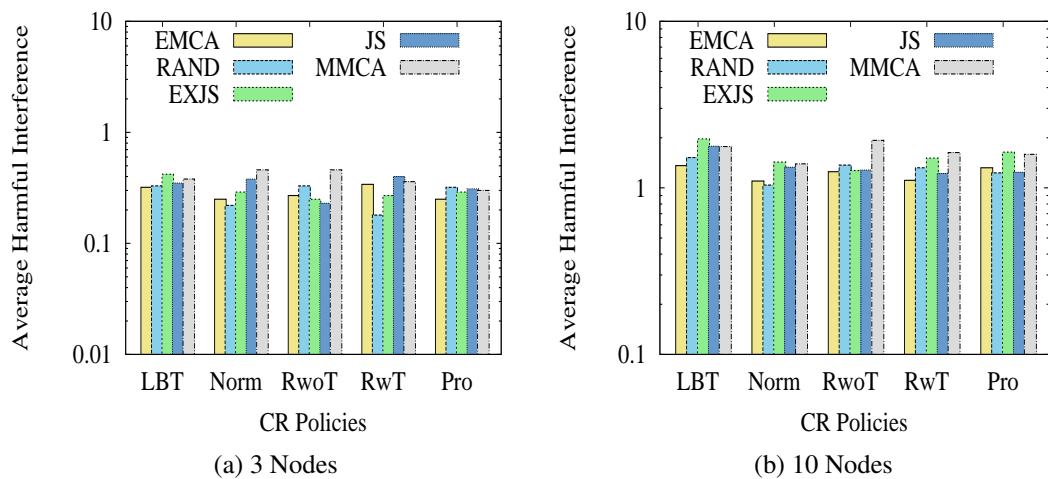 10
1
0.1
0.01
Average Harmful Interference
EMCA
RAND
EXJS
JS
MMCA
LBT Norm RwoT RwT Pro
CR Policies
(a) 3 Nodes
10
1
0.1
Average Harmful Interference
EMCA
RAND
EXJS
JS
MMCA
LBT Norm RwoT RwT Pro
CR Policies
(b) 10 Nodes